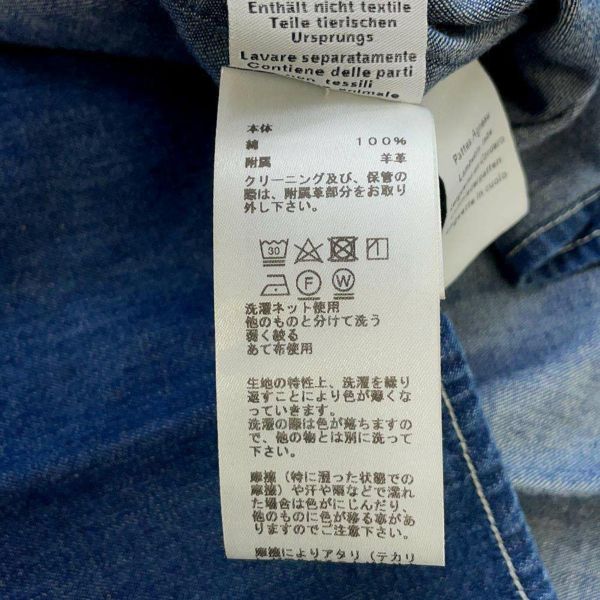 Enthält nicht textile
Teile tierischen
Ursprungs
Lavare separatamente
Contiene delle parti
tessili
本体
綿 100%
附属 羊革
クリーニング及び、保管の
際は、附属革部分をお取り
外し下さい。
30
F W
洗濯ネット使用
他のものと分けて洗う
弱く絞る
あて布使用
生地の特性上、洗濯を繰り
返すことにより色が薄くな
っていきます。
洗濯の際は色が落ちますの
で、他の物とは別に洗って
下さい。
摩擦（特に湿った状態での
摩擦）や汗や雨などで濡れ
た場合は色がにじんだり、
他のものに色が移る事があ
りますのでご注意下さい。
摩擦によりアタリ（テカリ
Pattes Agneau